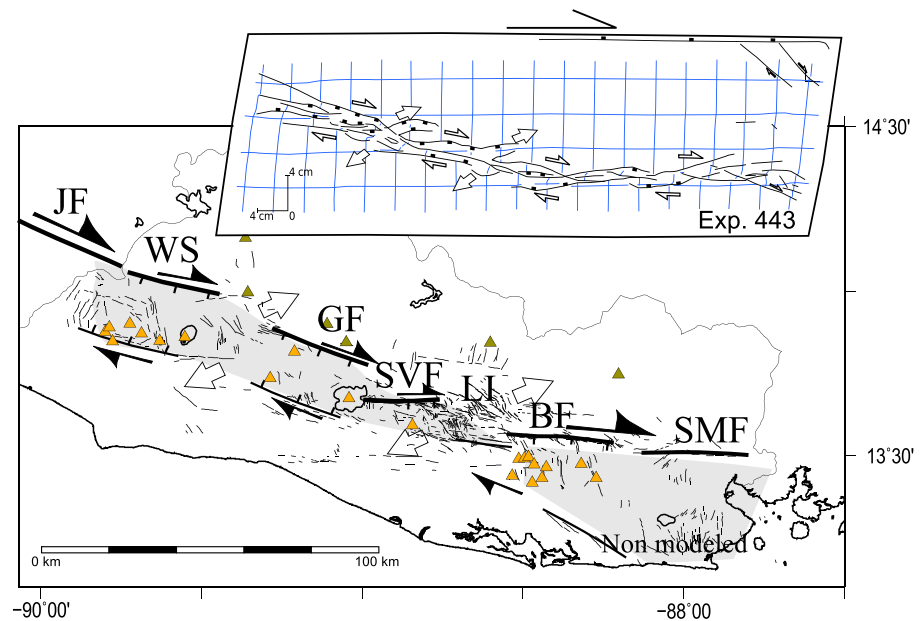 4 cm
4 cm
0
Exp. 443
14˚30'
JF
WS
GF
SVF
LI
BF
SMF
13˚30'
Non modeled
0 km
100 km
−90˚00'
−88˚00'